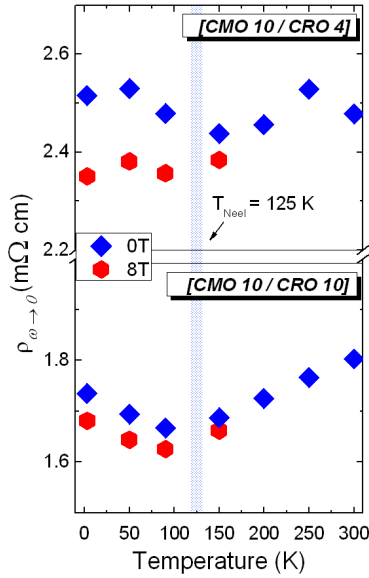 [CMO 10 / CRO 4]
2.6
2.4
T_Neel = 125 K
2.2
0T
8T
[CMO 10 / CRO 10]
ρ_ω→0 (mΩ cm)
1.8
1.6
0 50 100 150 200 250 300
Temperature (K)